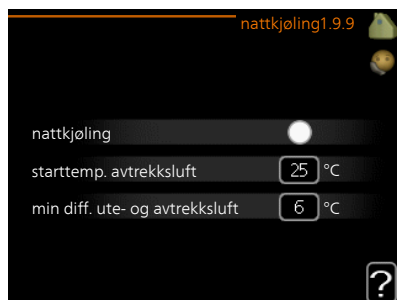 nattkjøling1.9.9
nattkjøling
starttemp. avtrekksluft 25 °C
min diff. ute- og avtrekksluft 6 °C
?